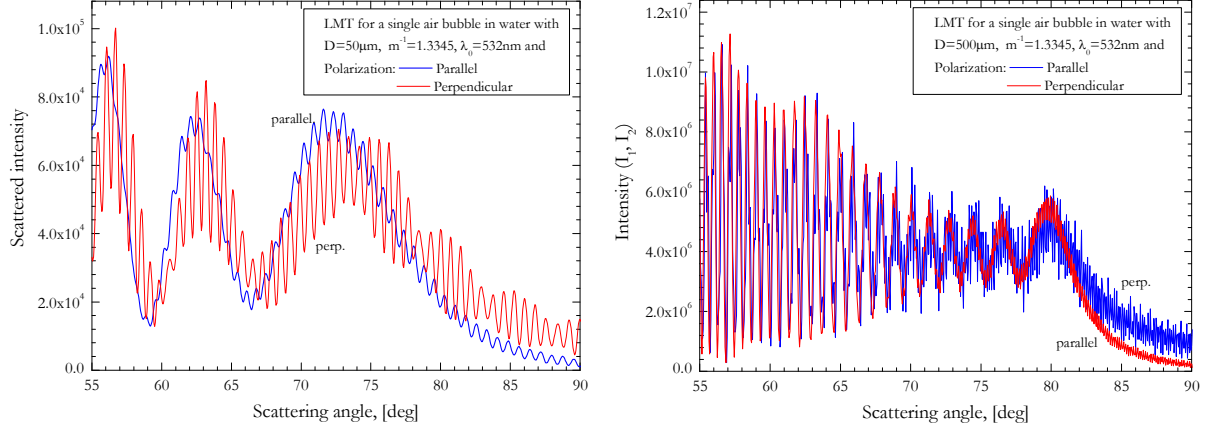 LMT for a single air bubble in water with
D=50μm, m⁻¹=1.3345, λ₀=532nm and
Polarization: Parallel
Perpendicular
parallel
perp.
1.0x10⁵
8.0x10⁴
6.0x10⁴
4.0x10⁴
2.0x10⁴
0.0
Scattered intensity
55 60 65 70 75 80 85 90
Scattering angle, [deg]
LMT for a single air bubble in water with
D=500μm, m⁻¹=1.3345, λ₀=532nm and
Polarization: Parallel
Perpendicular
perp.
parallel
1.2x10⁷
1.0x10⁷
8.0x10⁶
6.0x10⁶
4.0x10⁶
2.0x10⁶
0.0
Intensity (I₁, I₂)
55 60 65 70 75 80 85 90
Scattering angle, [deg]